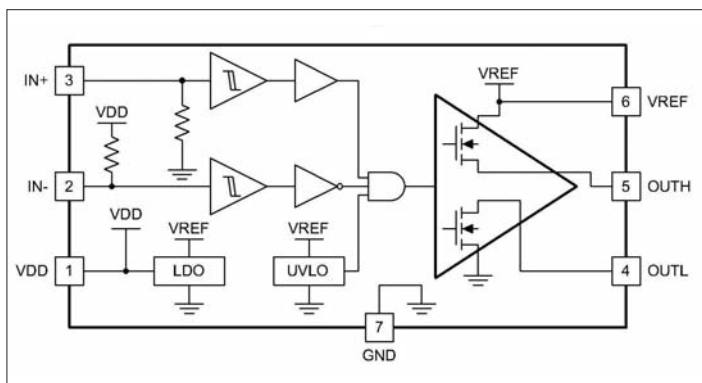 IN+
3
VREF
6
VREF
VDD
IN-
2
5
OUTH
VDD
VREF
VREF
VDD
1
LDO
UVLO
4
OUTL
7
GND